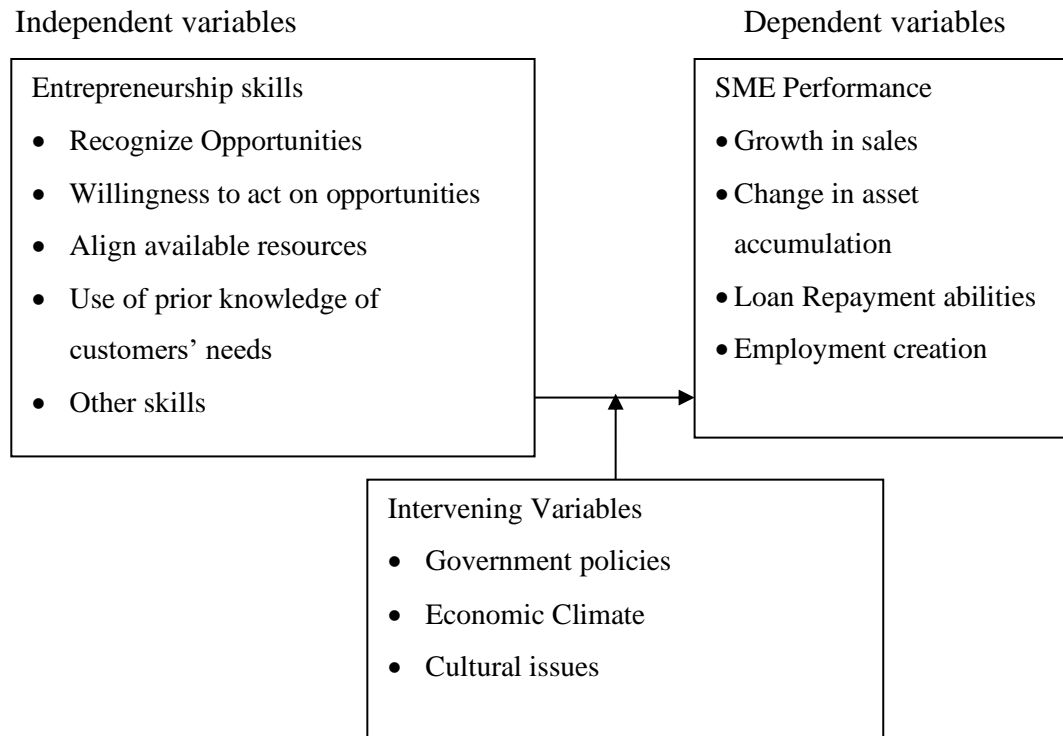 Independent variables
Dependent variables
Entrepreneurship skills
• Recognize Opportunities
• Willingness to act on opportunities
• Align available resources
• Use of prior knowledge of
customers’ needs
• Other skills
SME Performance
• Growth in sales
• Change in asset
accumulation
• Loan Repayment abilities
• Employment creation
Intervening Variables
• Government policies
• Economic Climate
• Cultural issues